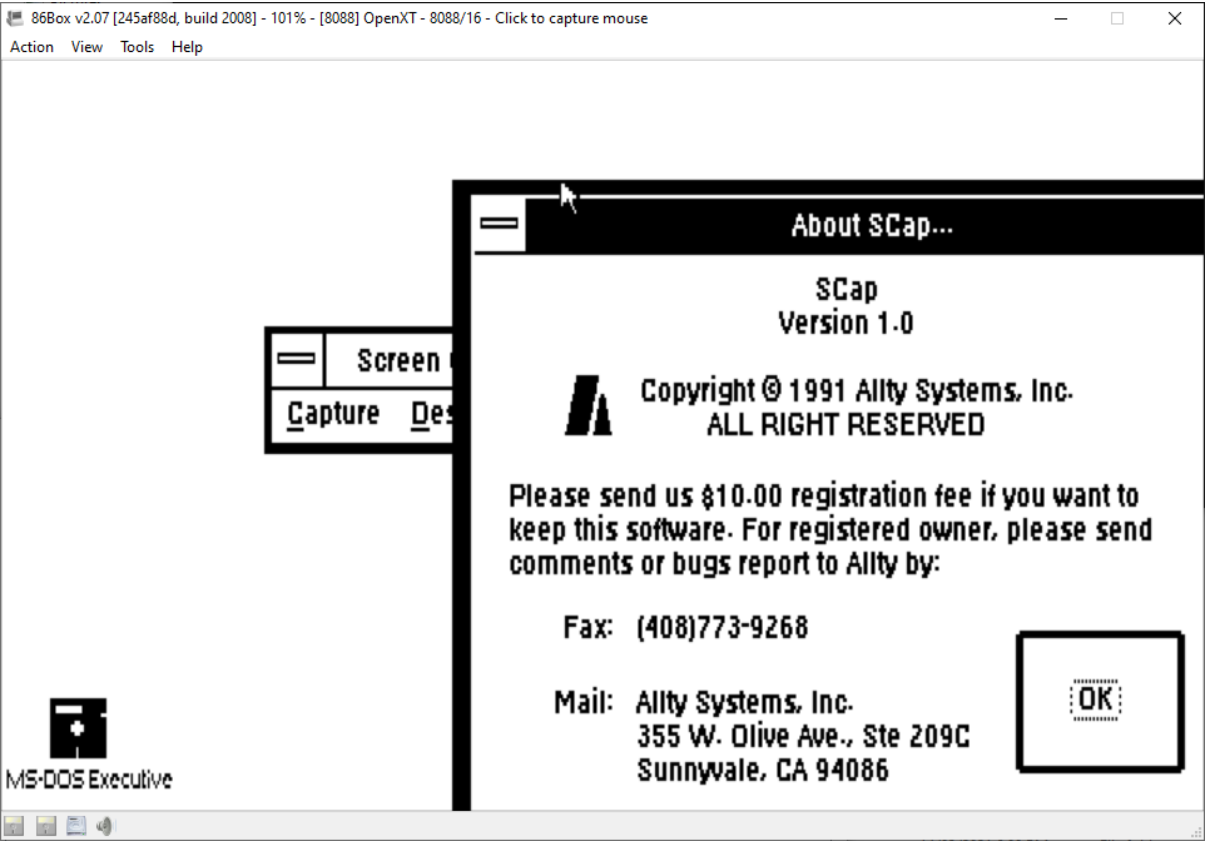 86Box v2.07 [245af88d, build 2008] - 101% - [8088] OpenXT - 8088/16 - Click to capture mouse
Action View Tools Help
About SCap...
SCap
Version 1.0
Screen
Capture Des
Copyright © 1991 Allty Systems, Inc.
ALL RIGHT RESERVED
Please send us $10.00 registration fee if you want to
keep this software. For registered owner, please send
comments or bugs report to Allty by:
Fax: (408)773-9268
Mail: Allty Systems, Inc.
355 W. Olive Ave., Ste 209C
Sunnyvale, CA 94086
OK
MS-DOS Executive